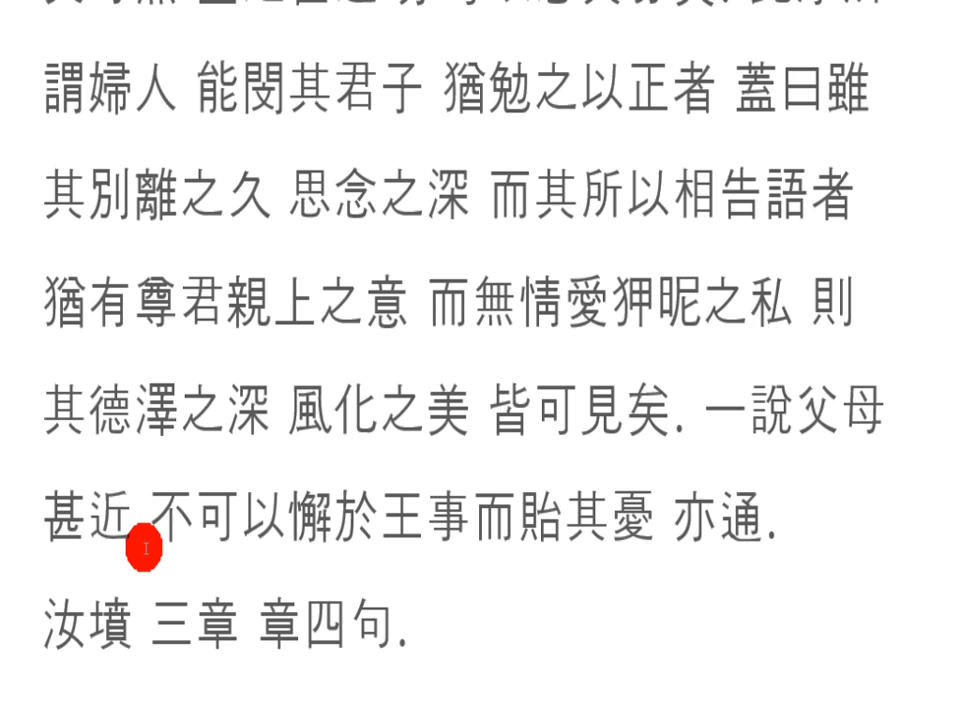 謂婦人 能閔其君子 猶勉之以正者 蓋曰雖
其別離之久 思念之深 而其所以相告語者
猶有尊君親上之意 而無情愛狎昵之私 則
其德澤之深 風化之美 皆可見矣. 一說父母
甚近 不可以懈於王事而貽其憂 亦通.
汝墳 三章 章四句.